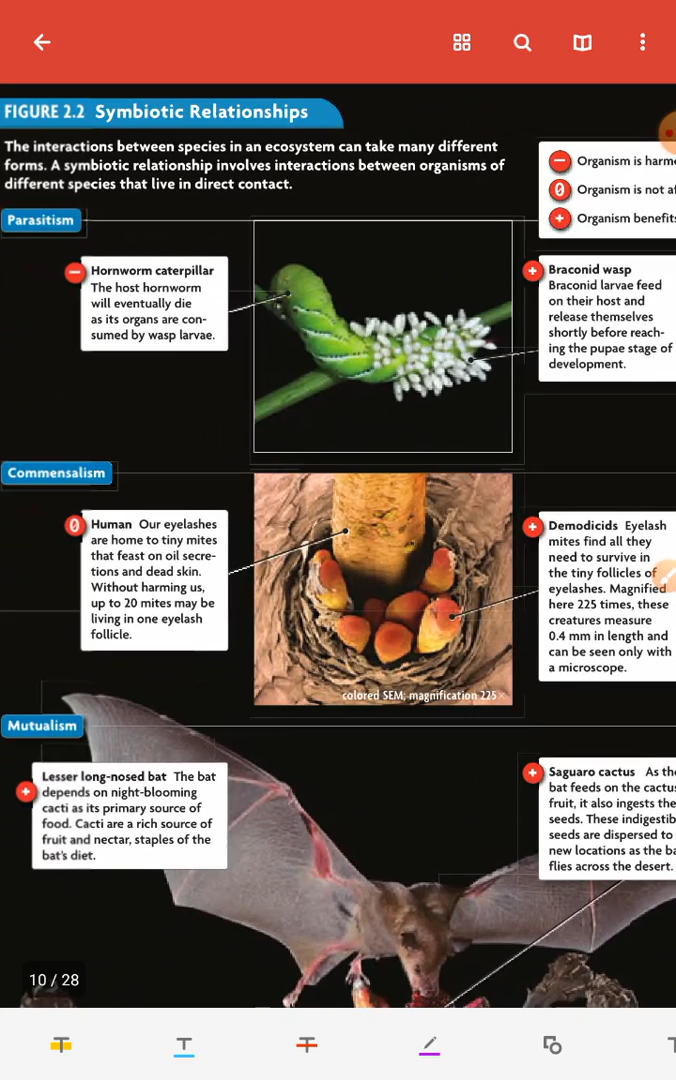 FIGURE 2.2 Symbiotic Relationships
The interactions between species in an ecosystem can take many different
forms. A symbiotic relationship involves interactions between organisms of
different species that live in direct contact.
Organism is
Organism is not
Organism benefits
Parasitism
Hornworm caterpillar
The host hornworm
will eventually die
as its organs are con-
sumed by wasp larvae.
Braconid wasp
Braconid larvae feed
on their host and
release themselves
shortly before reach-
ing the pupae stage of
development.
Commensalism
0 Human Our eyelashes
are home to tiny mites
that feast on oil secre-
tions and dead skin.
Without harming us,
up to 20 mites may be
living in one eyelash
follicle.
Demodicids Eyelash
mites find all they
need to survive in
the tiny follicles of
eyelashes. Magnified
here 225 times, these
creatures measure
0.4 mm in length and
can be seen only with
a microscope.
colored SEM; magnification 225×
Mutualism
Lesser long-nosed bat The bat
depends on night-blooming
cacti as its primary source of
food. Cacti are a rich source of
fruit and nectar, staples of the
bat's diet.
Saguaro cactus As the
bat feeds on the cactus
fruit, it also ingests the
seeds. These
seeds are dispersed to
new locations as the
flies across the desert.
10 / 28